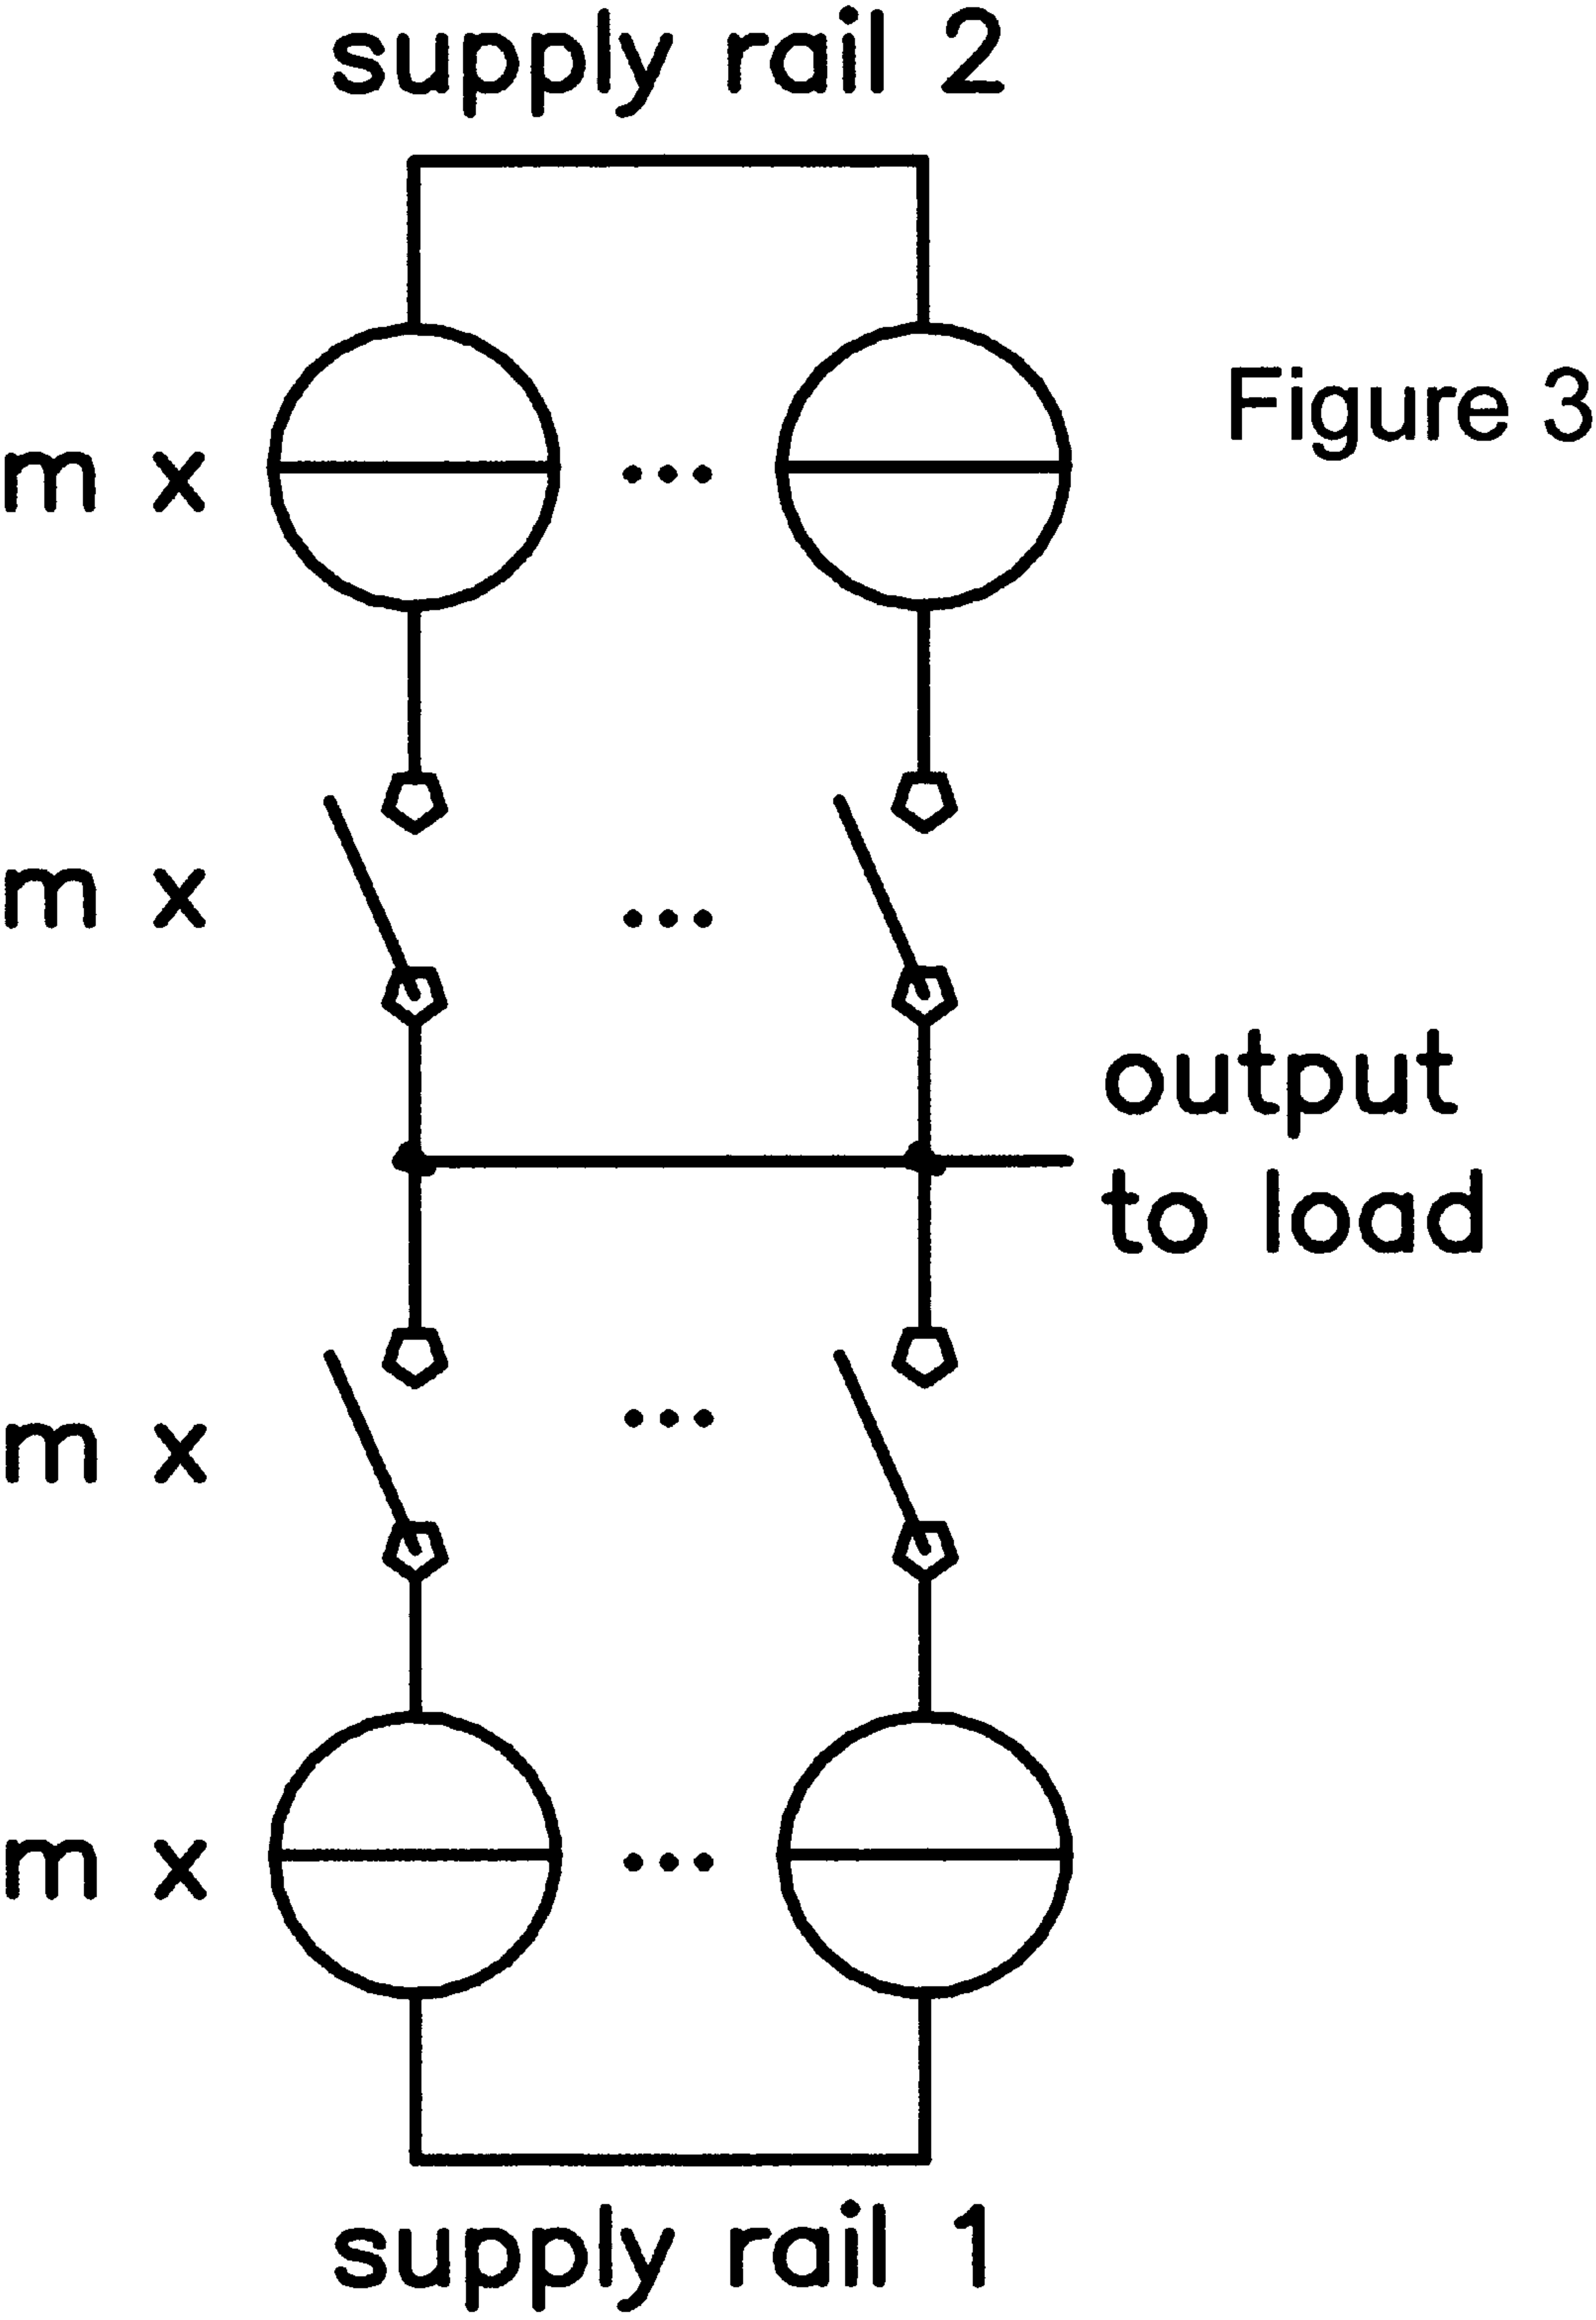 supply rail 2
Figure 3
m x
...
m x
...
output
to load
m x
...
m x
...
supply rail 1